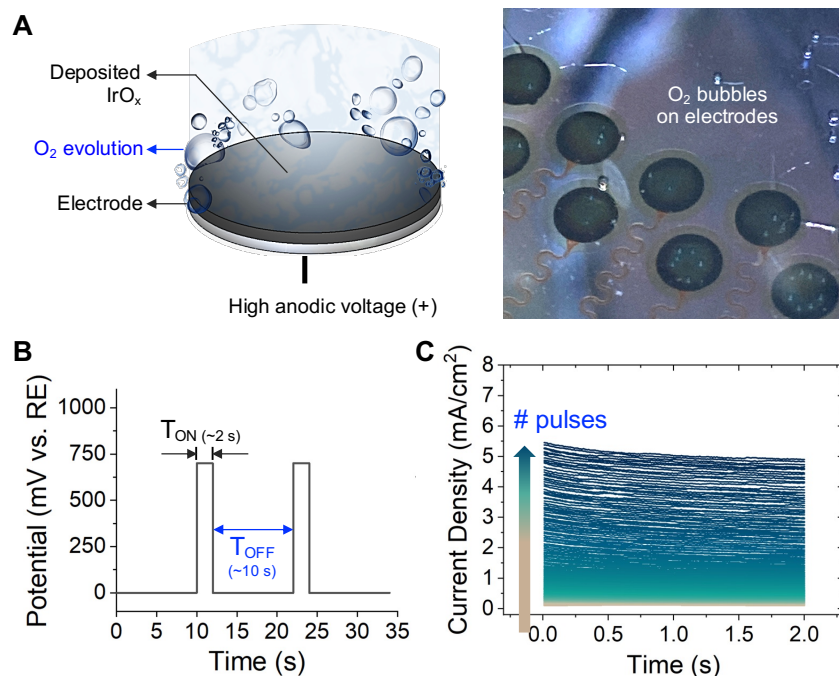 A
Deposited
IrOₓ
O₂ evolution
Electrode
High anodic voltage (+)
O₂ bubbles
on electrodes
B
Potential (mV vs. RE)
1000
750
500
250
0
T_ON (~2 s)
T_OFF
(~10 s)
0 5 10 15 20 25 30 35
Time (s)
C
Current Density (mA/cm²)
8
7
6
5
4
3
2
1
0
# pulses
0.0 0.5 1.0 1.5 2.0
Time (s)